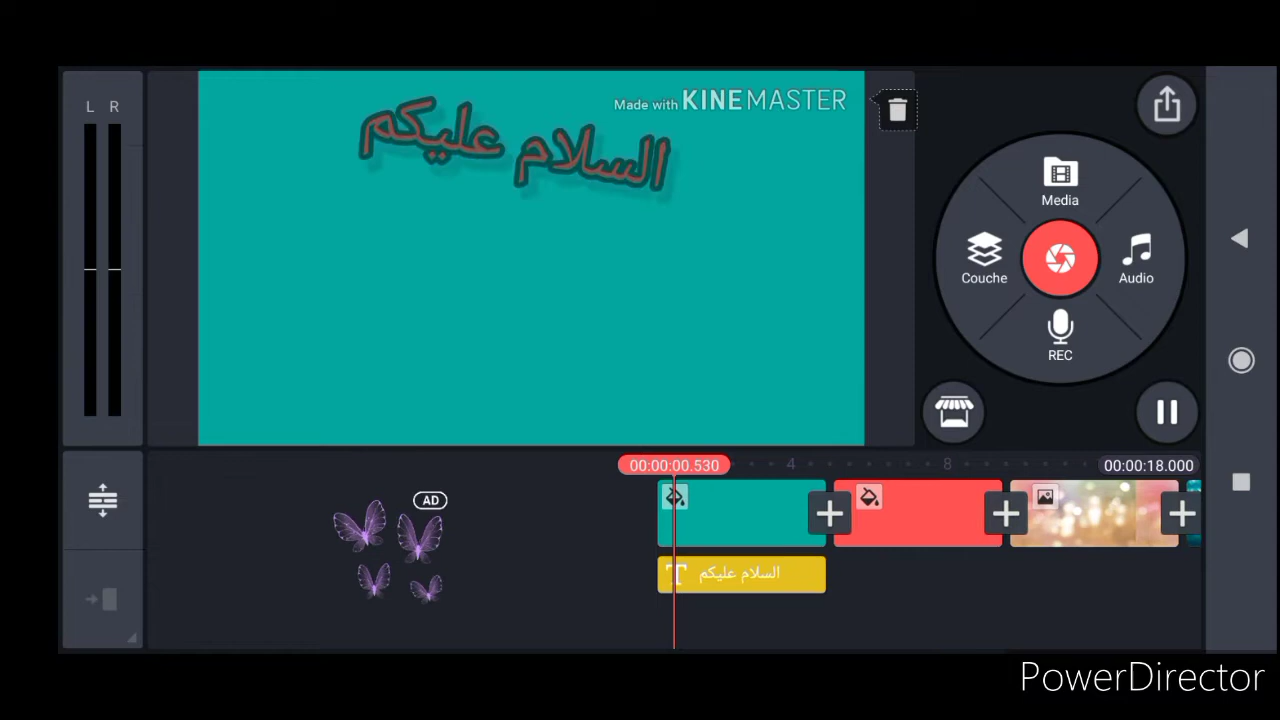 L R
Made with KINEMASTER
السلام عليكم
Media
Couche
Audio
REC
00:00:00.530
4
8
00:00:18.000
AD
T السلام عليكم
PowerDirector